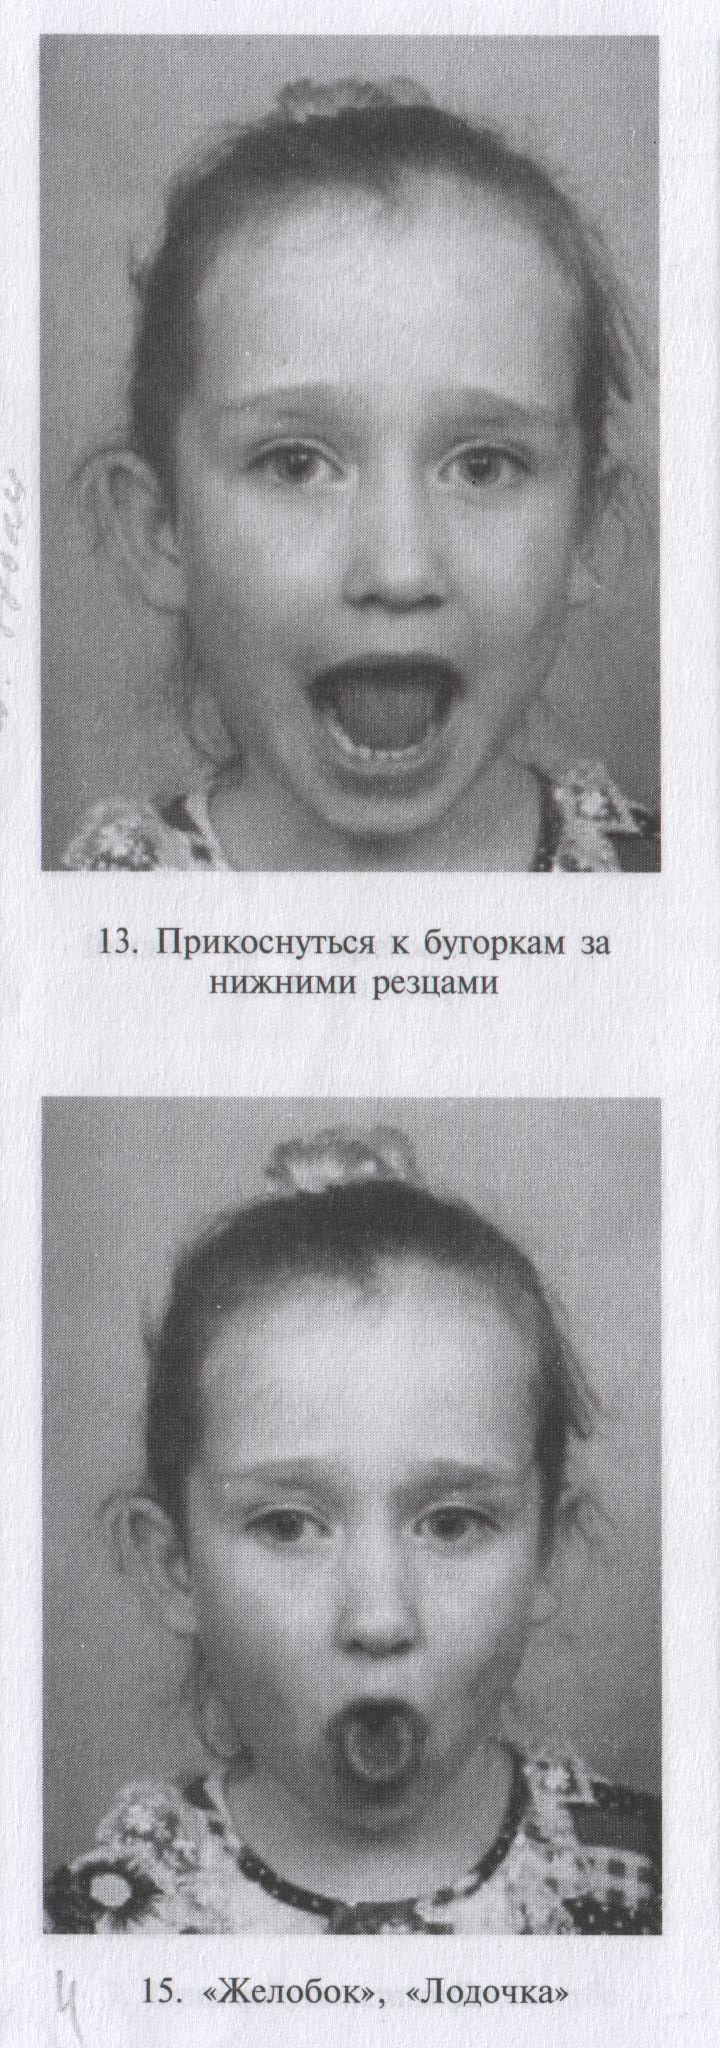 13. Прикоснуться к бугоркам за
нижними резцами
15. «Желобок», «Лодочка»